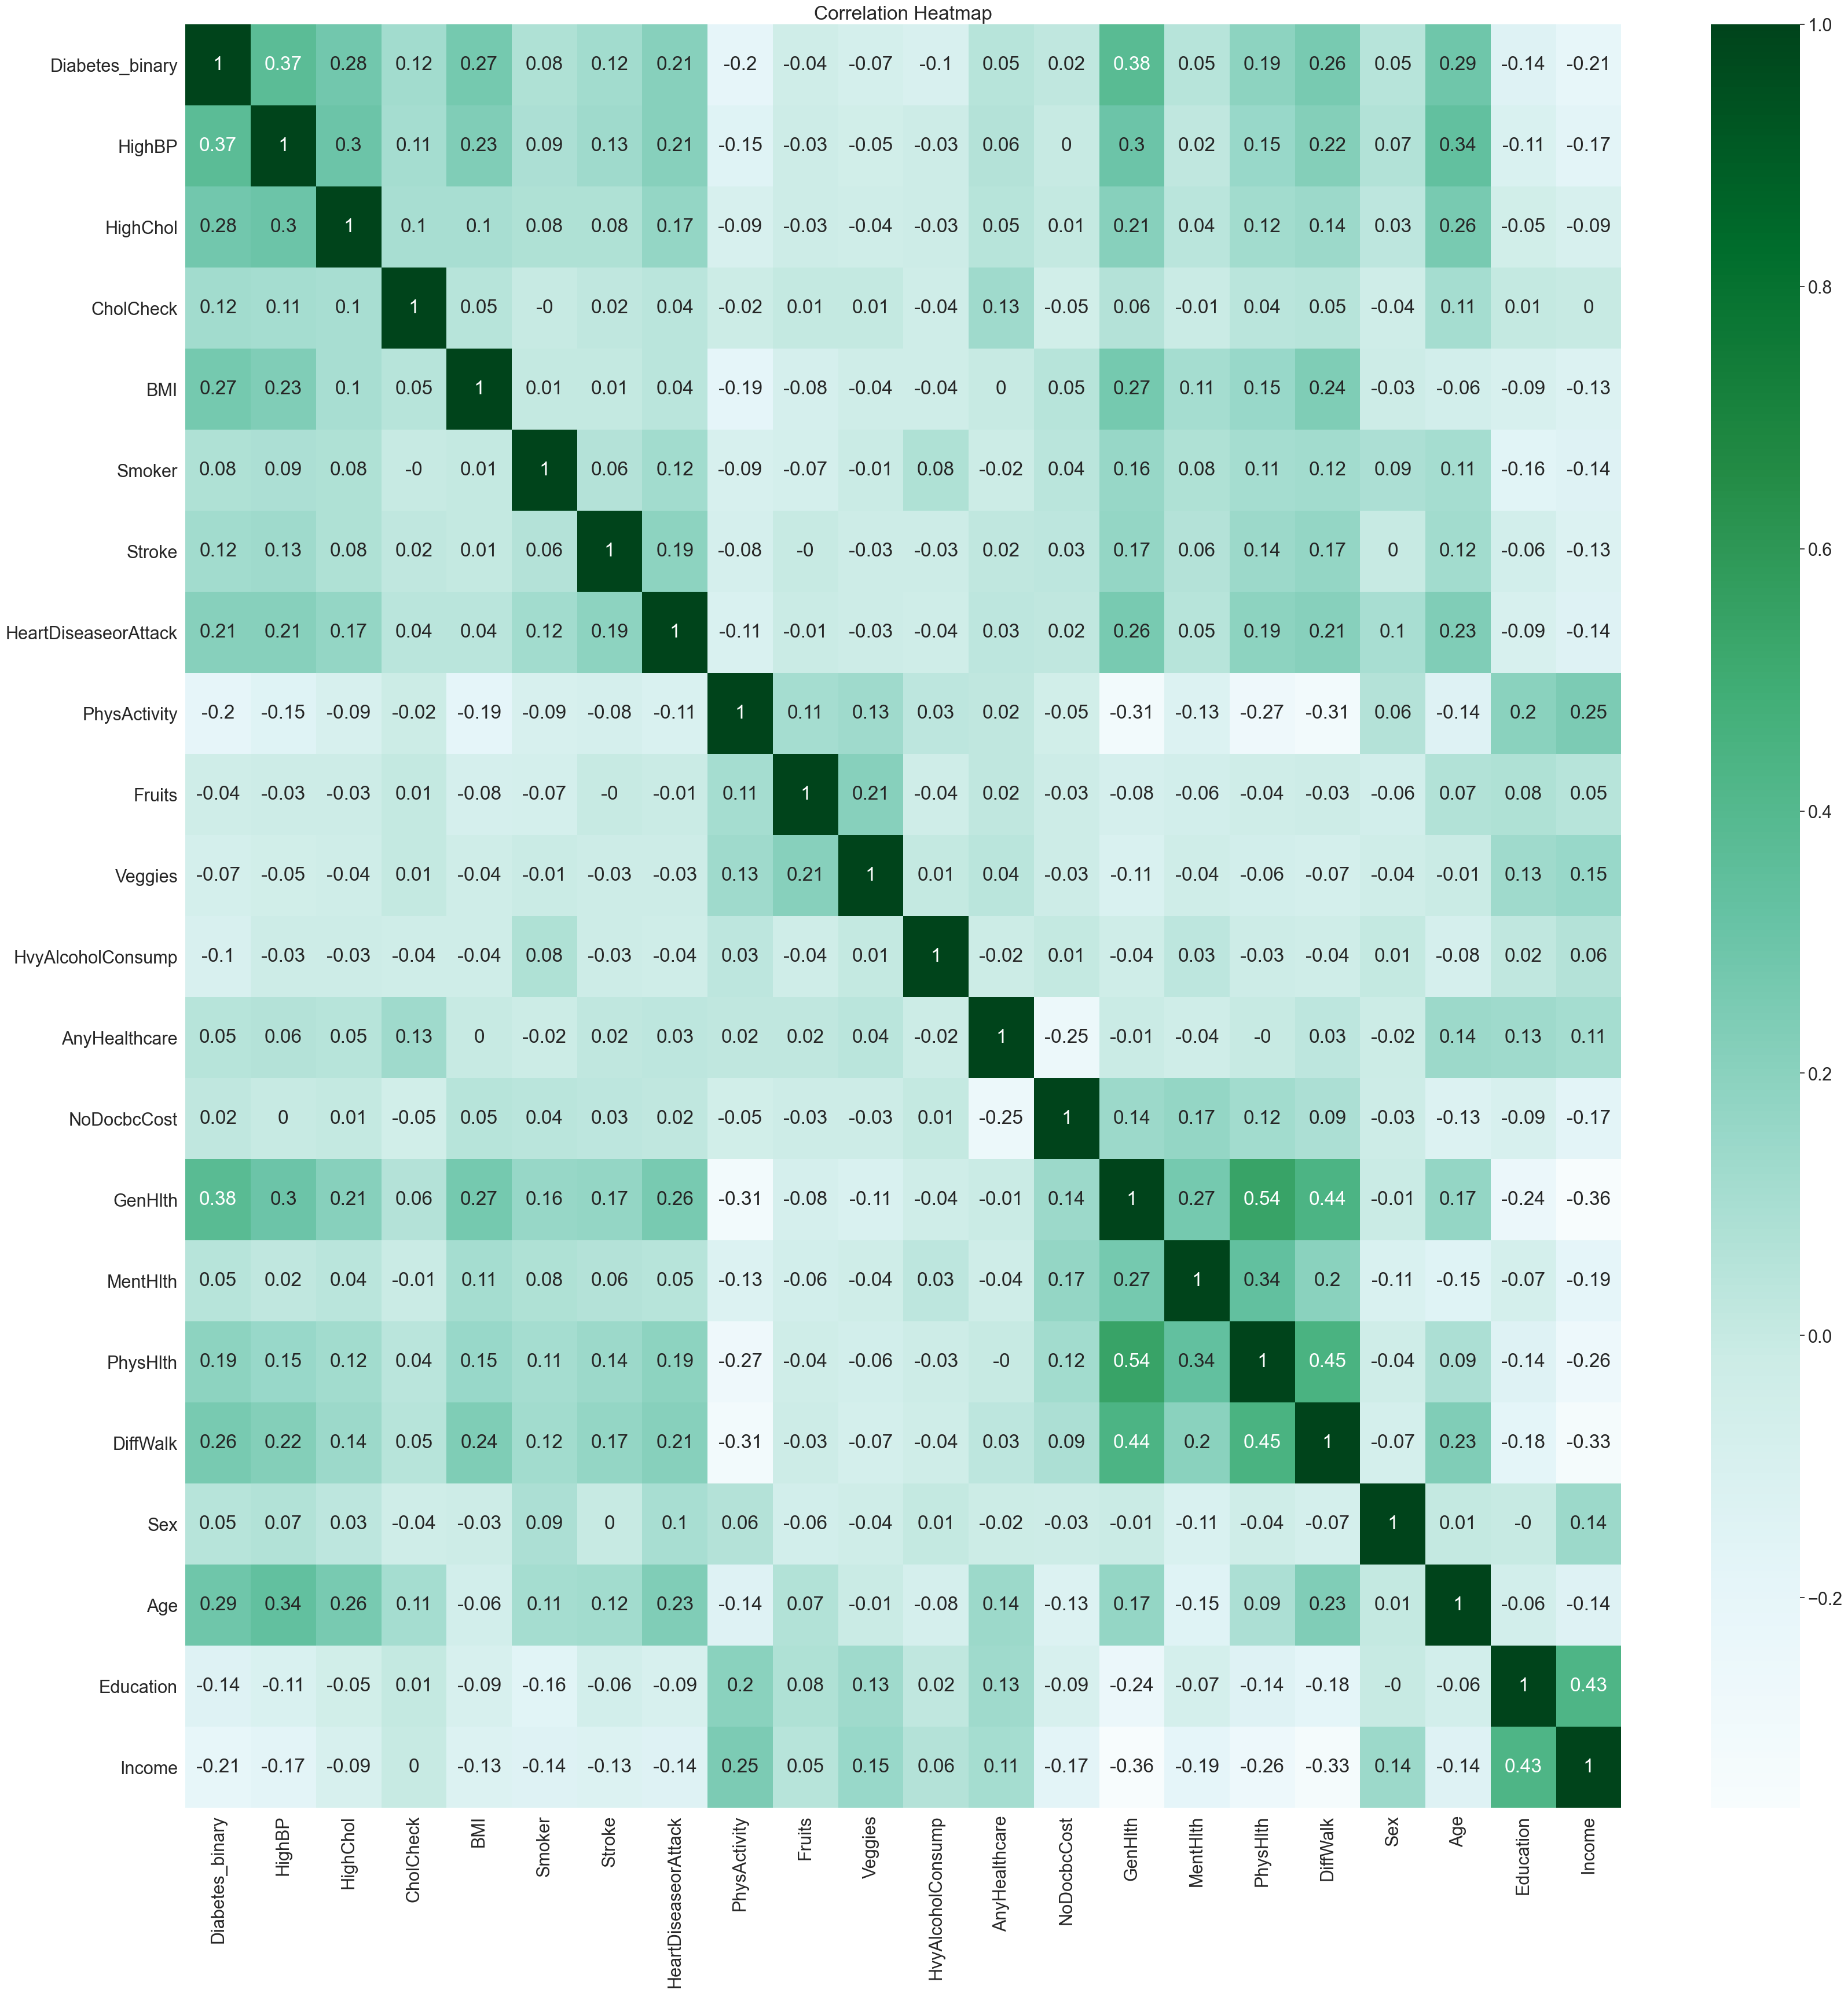 Correlation Heatmap
Diabetes_binary 1 0.37 0.28 0.12 0.27 0.08 0.12 0.21 -0.2 -0.04 -0.07 -0.1 0.05 0.02 0.38 0.05 0.19 0.26 0.05 0.29 -0.14 -0.21
HighBP 0.37 1 0.3 0.11 0.23 0.09 0.13 0.21 -0.15 -0.03 -0.05 -0.03 0.06 0 0.3 0.02 0.15 0.22 0.07 0.34 -0.11 -0.17
HighChol 0.28 0.3 1 0.1 0.1 0.08 0.08 0.17 -0.09 -0.03 -0.04 -0.03 0.05 0.01 0.21 0.04 0.12 0.14 0.03 0.26 -0.05 -0.09
CholCheck 0.12 0.11 0.1 1 0.05 -0 0.02 0.04 -0.02 0.01 0.01 -0.04 0.13 -0.05 0.06 -0.01 0.04 0.05 -0.04 0.11 0.01 0
BMI 0.27 0.23 0.1 0.05 1 0.01 0.01 0.04 -0.19 -0.08 -0.04 -0.04 0 0.05 0.27 0.11 0.15 0.24 -0.03 -0.06 -0.09 -0.13
Smoker 0.08 0.09 0.08 -0 0.01 1 0.06 0.12 -0.09 -0.07 -0.01 0.08 -0.02 0.04 0.16 0.08 0.11 0.12 0.09 0.11 -0.16 -0.14
Stroke 0.12 0.13 0.08 0.02 0.01 0.06 1 0.19 -0.08 -0 -0.03 -0.03 0.02 0.03 0.17 0.06 0.14 0.17 0 0.12 -0.06 -0.13
HeartDiseaseorAttack 0.21 0.21 0.17 0.04 0.04 0.12 0.19 1 -0.11 -0.01 -0.03 -0.04 0.03 0.02 0.26 0.05 0.19 0.21 0.1 0.23 -0.09 -0.14
PhysActivity -0.2 -0.15 -0.09 -0.02 -0.19 -0.09 -0.08 -0.11 1 0.11 0.13 0.03 0.02 -0.05 -0.31 -0.13 -0.27 -0.31 0.06 -0.14 0.2 0.25
Fruits -0.04 -0.03 -0.03 0.01 -0.08 -0.07 -0 -0.01 0.11 1 0.21 -0.04 0.02 -0.03 -0.08 -0.06 -0.04 -0.03 -0.06 0.07 0.08 0.05
Veggies -0.07 -0.05 -0.04 0.01 -0.04 -0.01 -0.03 -0.03 0.13 0.21 1 0.01 0.04 -0.03 -0.11 -0.04 -0.06 -0.07 -0.04 -0.01 0.13 0.15
HvyAlcoholConsump -0.1 -0.03 -0.03 -0.04 -0.04 0.08 -0.03 -0.04 0.03 -0.04 0.01 1 -0.02 0.01 -0.04 0.03 -0.03 -0.04 0.01 -0.08 0.02 0.06
AnyHealthcare 0.05 0.06 0.05 0.13 0 -0.02 0.02 0.03 0.02 0.02 0.04 -0.02 1 -0.25 -0.01 -0.04 -0 0.03 -0.02 0.14 0.13 0.11
NoDocbcCost 0.02 0 0.01 -0.05 0.05 0.04 0.03 0.02 -0.05 -0.03 -0.03 0.01 -0.25 1 0.14 0.17 0.12 0.09 -0.03 -0.13 -0.09 -0.17
GenHlth 0.38 0.3 0.21 0.06 0.27 0.16 0.17 0.26 -0.31 -0.08 -0.11 -0.04 -0.01 0.14 1 0.27 0.54 0.44 -0.01 0.17 -0.24 -0.36
MentHlth 0.05 0.02 0.04 -0.01 0.11 0.08 0.06 0.05 -0.13 -0.06 -0.04 0.03 -0.04 0.17 0.27 1 0.34 0.2 -0.11 -0.15 -0.07 -0.19
PhysHlth 0.19 0.15 0.12 0.04 0.15 0.11 0.14 0.19 -0.27 -0.04 -0.06 -0.03 -0 0.12 0.54 0.34 1 0.45 -0.04 0.09 -0.14 -0.26
DiffWalk 0.26 0.22 0.14 0.05 0.24 0.12 0.17 0.21 -0.31 -0.03 -0.07 -0.04 0.03 0.09 0.44 0.2 0.45 1 -0.07 0.23 -0.18 -0.33
Sex 0.05 0.07 0.03 -0.04 -0.03 0.09 0 0.1 0.06 -0.06 -0.04 0.01 -0.02 -0.03 -0.01 -0.11 -0.04 -0.07 1 0.01 -0 0.14
Age 0.29 0.34 0.26 0.11 -0.06 0.11 0.12 0.23 -0.14 0.07 -0.01 -0.08 0.14 -0.13 0.17 -0.15 0.09 0.23 0.01 1 -0.06 -0.14
Education -0.14 -0.11 -0.05 0.01 -0.09 -0.16 -0.06 -0.09 0.2 0.08 0.13 0.02 0.13 -0.09 -0.24 -0.07 -0.14 -0.18 -0 -0.06 1 0.43
Income -0.21 -0.17 -0.09 0 -0.13 -0.14 -0.13 -0.14 0.25 0.05 0.15 0.06 0.11 -0.17 -0.36 -0.19 -0.26 -0.33 0.14 -0.14 0.43 1
Diabetes_binary
HighBP
HighChol
CholCheck
BMI
Smoker
Stroke
HeartDiseaseorAttack
PhysActivity
Fruits
Veggies
HvyAlcoholConsump
AnyHealthcare
NoDocbcCost
GenHlth
MentHlth
PhysHlth
DiffWalk
Sex
Age
Education
Income
1.0
0.8
0.6
0.4
0.2
0.0
−0.2